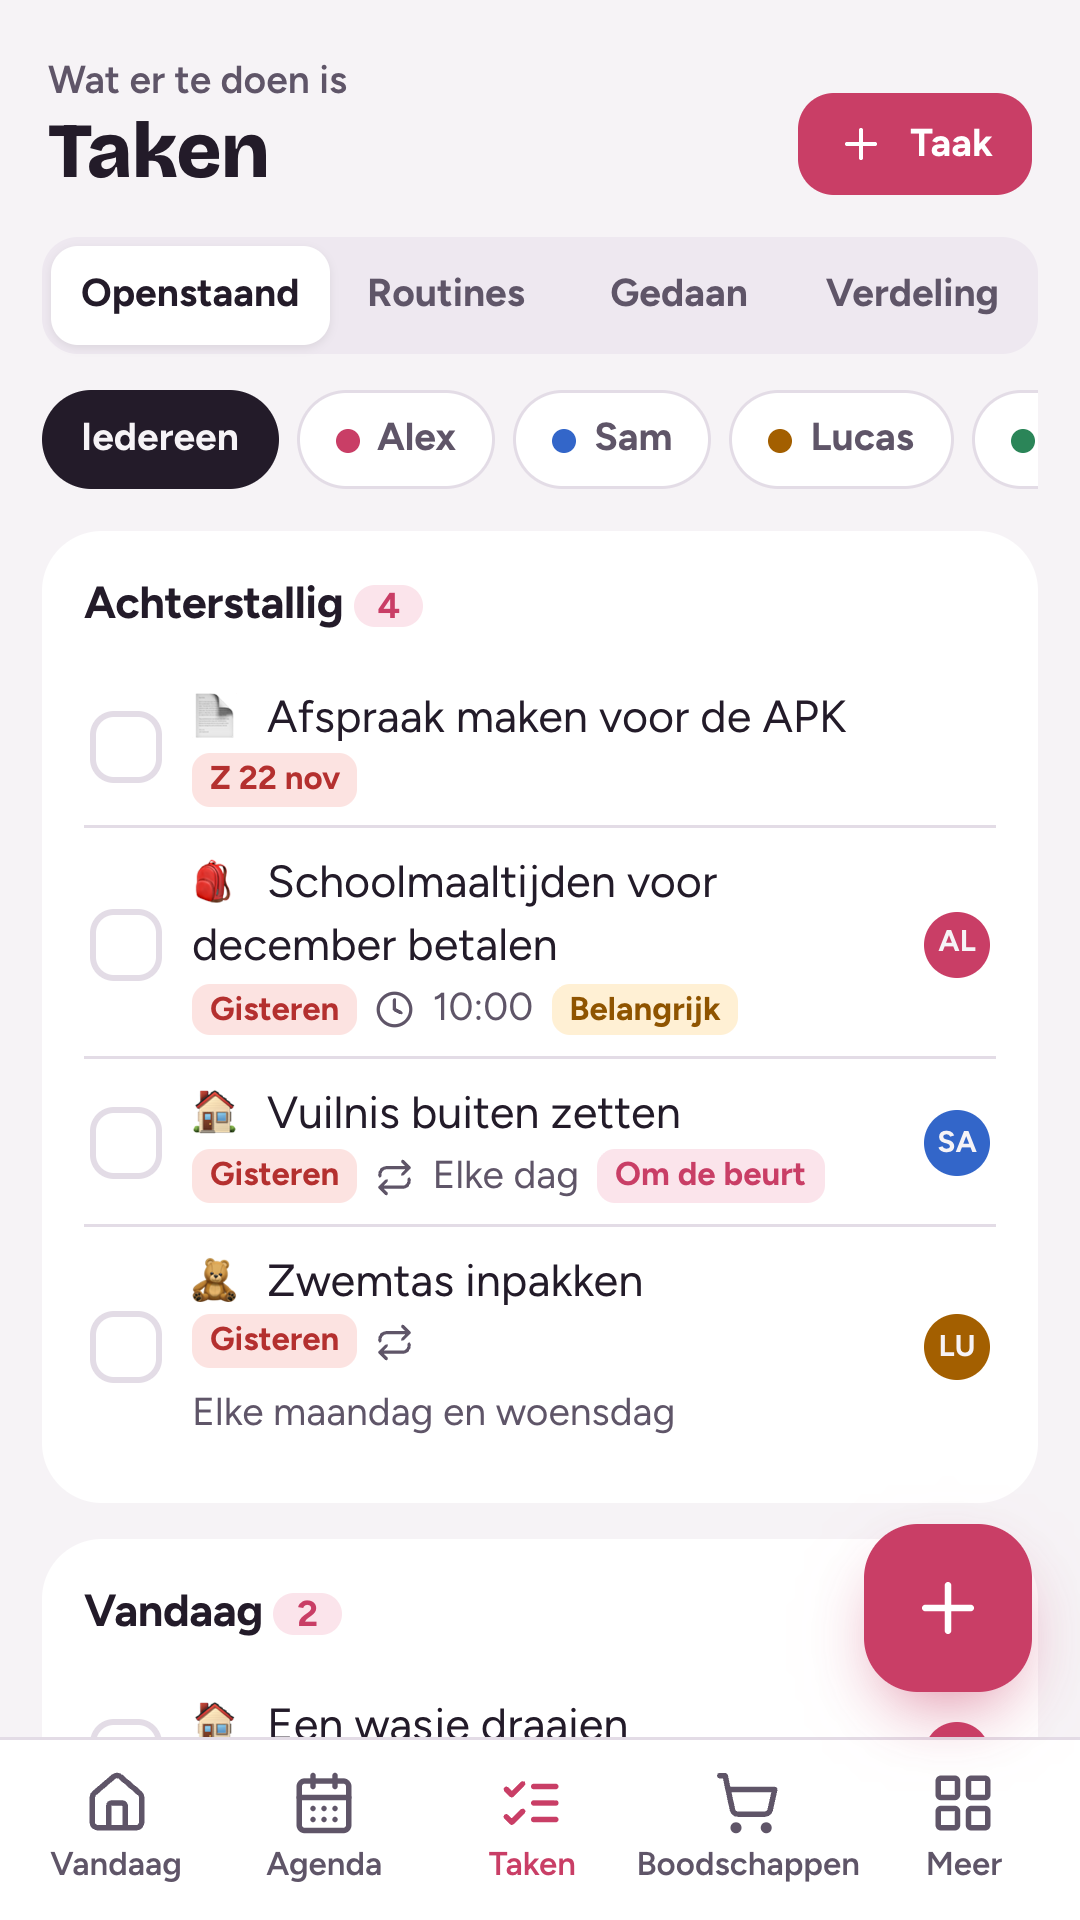 Wat er te doen is
Taken
Taak
Openstaand Routines Gedaan Verdeling
Iedereen Alex Sam Lucas
Achterstallig 4
Afspraak maken voor de APK
Z 22 nov
Schoolmaaltijden voor
december betalen
AL
Gisteren 10:00 Belangrijk
Vuilnis buiten zetten
SA
Gisteren Elke dag Om de beurt
Zwemtas inpakken
Gisteren
LU
Elke maandag en woensdag
Vandaag 2
Een wasje draaien
Vandaag Agenda Taken Boodschappen Meer